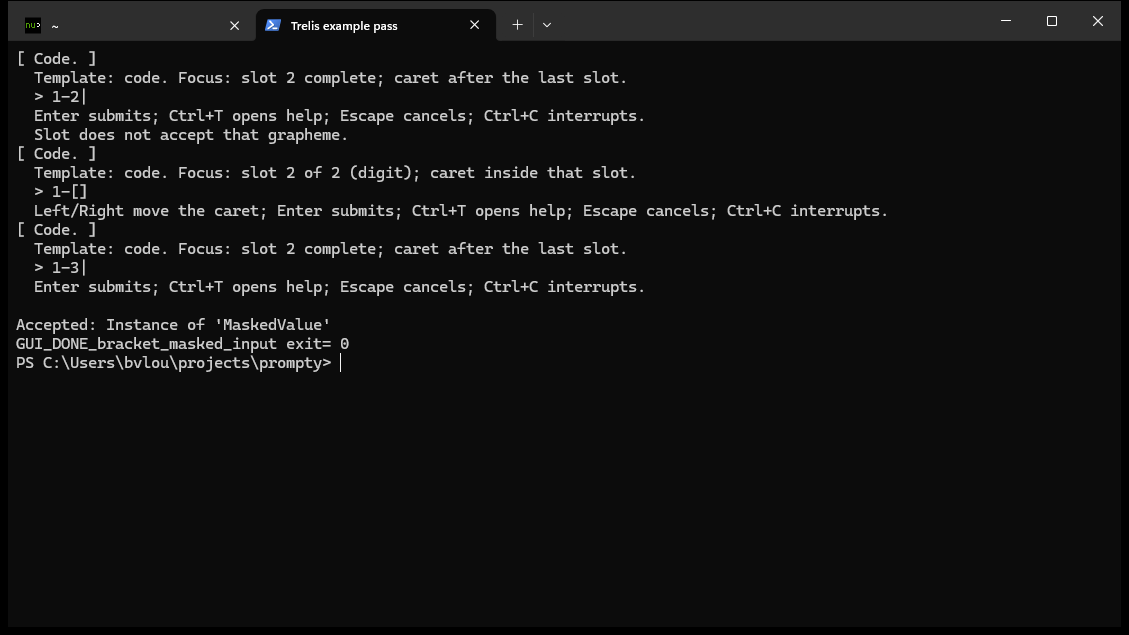 nu> ~
Trelis example pass
[ Code. ]
Template: code. Focus: slot 2 complete; caret after the last slot.
> 1-2|
Enter submits; Ctrl+T opens help; Escape cancels; Ctrl+C interrupts.
Slot does not accept that grapheme.
[ Code. ]
Template: code. Focus: slot 2 of 2 (digit); caret inside that slot.
> 1-[]
Left/Right move the caret; Enter submits; Ctrl+T opens help; Escape cancels; Ctrl+C interrupts.
[ Code. ]
Template: code. Focus: slot 2 complete; caret after the last slot.
> 1-3|
Enter submits; Ctrl+T opens help; Escape cancels; Ctrl+C interrupts.
Accepted: Instance of 'MaskedValue'
GUI_DONE_bracket_masked_input exit= 0
PS C:\Users\bvlou\projects\prompty>